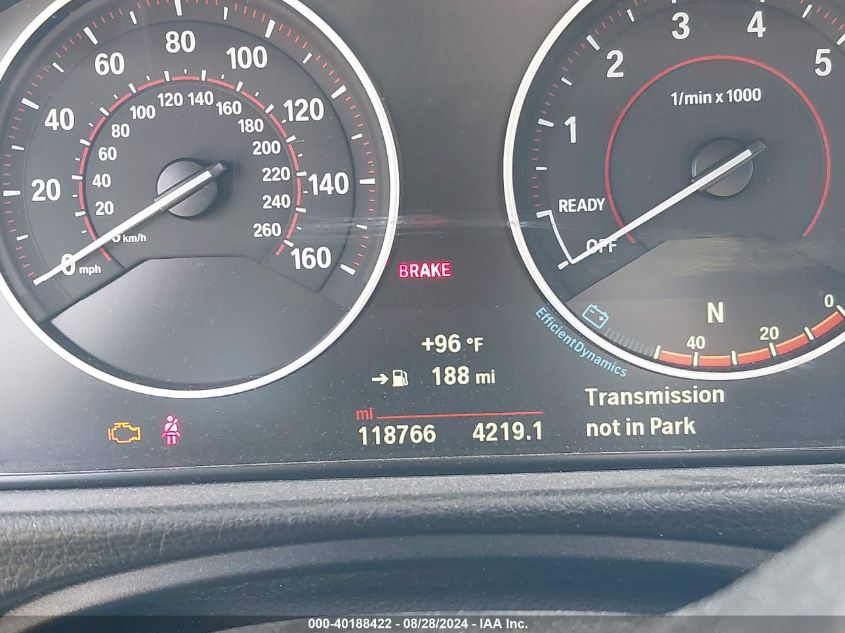 0 mph
20
40
60
80
100
120
140
160
km/h
20
40
60
80
100
120
140
160
180
200
220
240
260
1
2
3
4
5
1/min x 1000
READY
OFF
BRAKE
N
40
20
0
EfficientDynamics
+96 °F
188 mi
mi
118766 4219.1
Transmission
not in Park
000-40188422 - 08/28/2024 - IAA Inc.